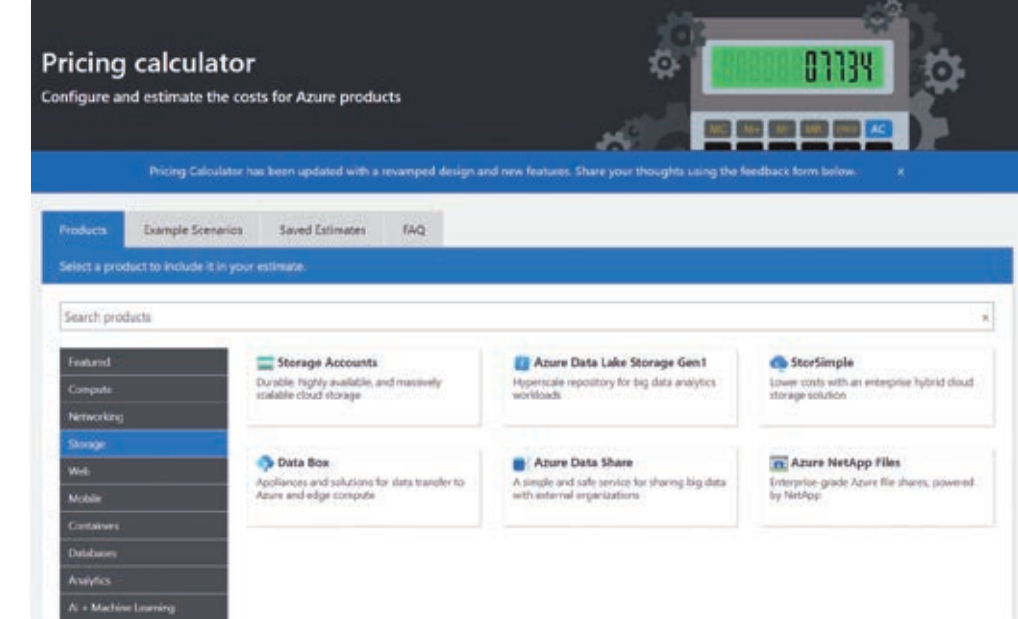 Pricing calculator
Configure and estimate the costs for Azure products
07734
MC M+ M- MR AC
Pricing Calculator has been updated with a revamped design and new features. Share your thoughts using the feedback form below. ×
Products Example Scenarios Saved Estimates FAQ
Select a product to include it in your estimate.
Search products ×
Featured
Compute
Networking
Storage
Web
Mobile
Containers
Databases
Analytics
AI + Machine Learning
Storage Accounts
Durable, highly available, and massively
scalable cloud storage
Azure Data Lake Storage Gen1
Hyperscale repository for big data analytics
workloads
StorSimple
Lower costs with an enterprise hybrid cloud
storage solution
Data Box
Appliances and solutions for data transfer to
Azure and edge compute
Azure Data Share
A simple and safe service for sharing big data
with external organizations
Azure NetApp Files
Enterprise-grade Azure file shares, powered
by NetApp